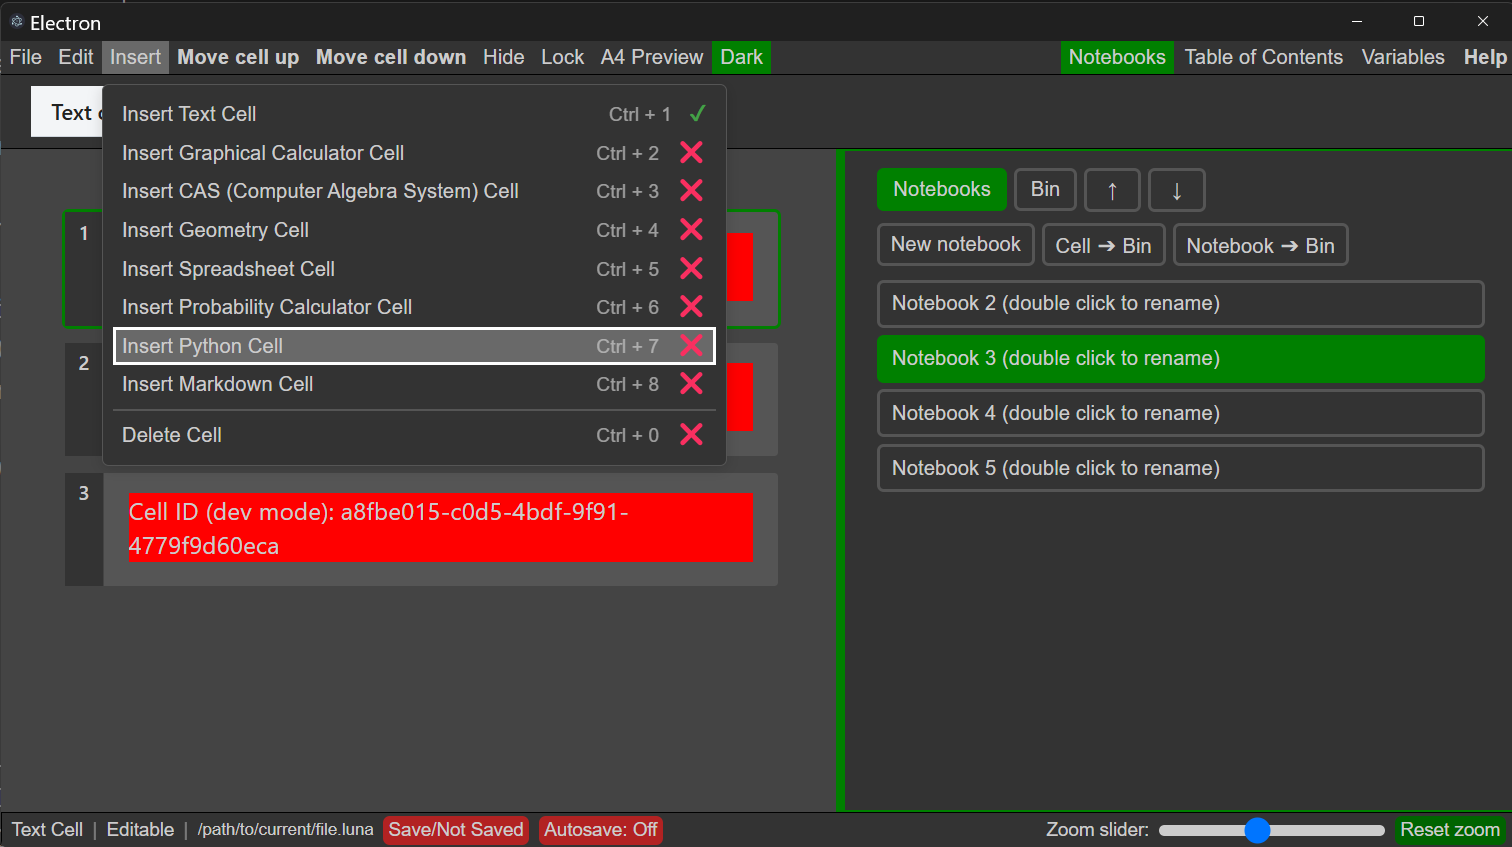 Electron
File Edit Insert Move cell up Move cell down Hide Lock A4 Preview Dark Notebooks Table of Contents Variables Help
Text
Insert Text Cell Ctrl + 1 ✓
Insert Graphical Calculator Cell Ctrl + 2 ❌
Insert CAS (Computer Algebra System) Cell Ctrl + 3 ❌
Insert Geometry Cell Ctrl + 4 ❌
Insert Spreadsheet Cell Ctrl + 5 ❌
Insert Probability Calculator Cell Ctrl + 6 ❌
Insert Python Cell Ctrl + 7 ❌
Insert Markdown Cell Ctrl + 8 ❌
Delete Cell Ctrl + 0 ❌
1
2
3
Cell ID (dev mode): a8fbe015-c0d5-4bdf-9f91-
4779f9d60eca
Notebooks Bin ↑ ↓
New notebook Cell ➔ Bin Notebook ➔ Bin
Notebook 2 (double click to rename)
Notebook 3 (double click to rename)
Notebook 4 (double click to rename)
Notebook 5 (double click to rename)
Text Cell | Editable | /path/to/current/file.luna Save/Not Saved Autosave: Off Zoom slider: Reset zoom